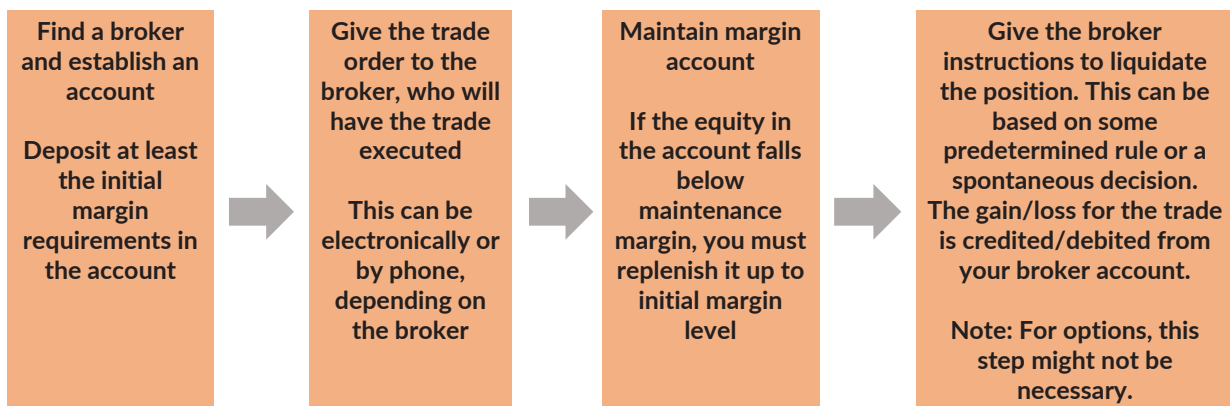 Find a broker
and establish an
account
Deposit at least
the initial
margin
requirements in
the account
Give the trade
order to the
broker, who will
have the trade
executed
This can be
electronically or
by phone,
depending on
the broker
Maintain margin
account
If the equity in
the account falls
below
maintenance
margin, you must
replenish it up to
initial margin
level
Give the broker
instructions to liquidate
the position. This can be
based on some
predetermined rule or a
spontaneous decision.
The gain/loss for the trade
is credited/debited from
your broker account.
Note: For options, this
step might not be
necessary.